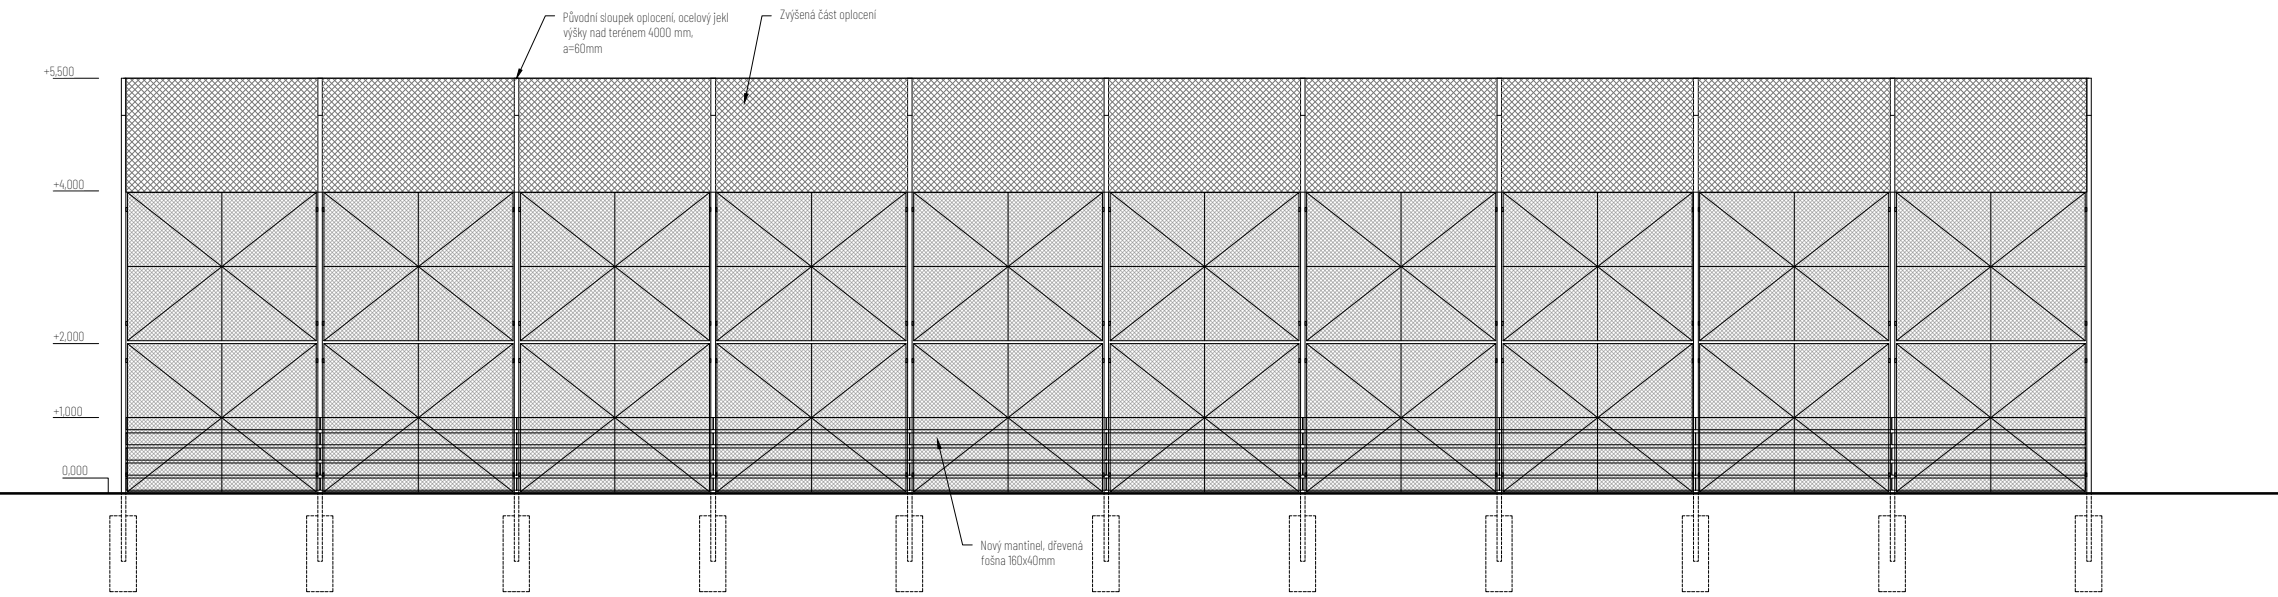 Původní sloupek oplocení, ocelový jekl
výšky nad terénem 4000 mm,
a=60mm
Zvýšená část oplocení
+5,500
+4,000
+2,000
+1,000
0,000
Nový mantinel, dřevená
fošna 160x40mm